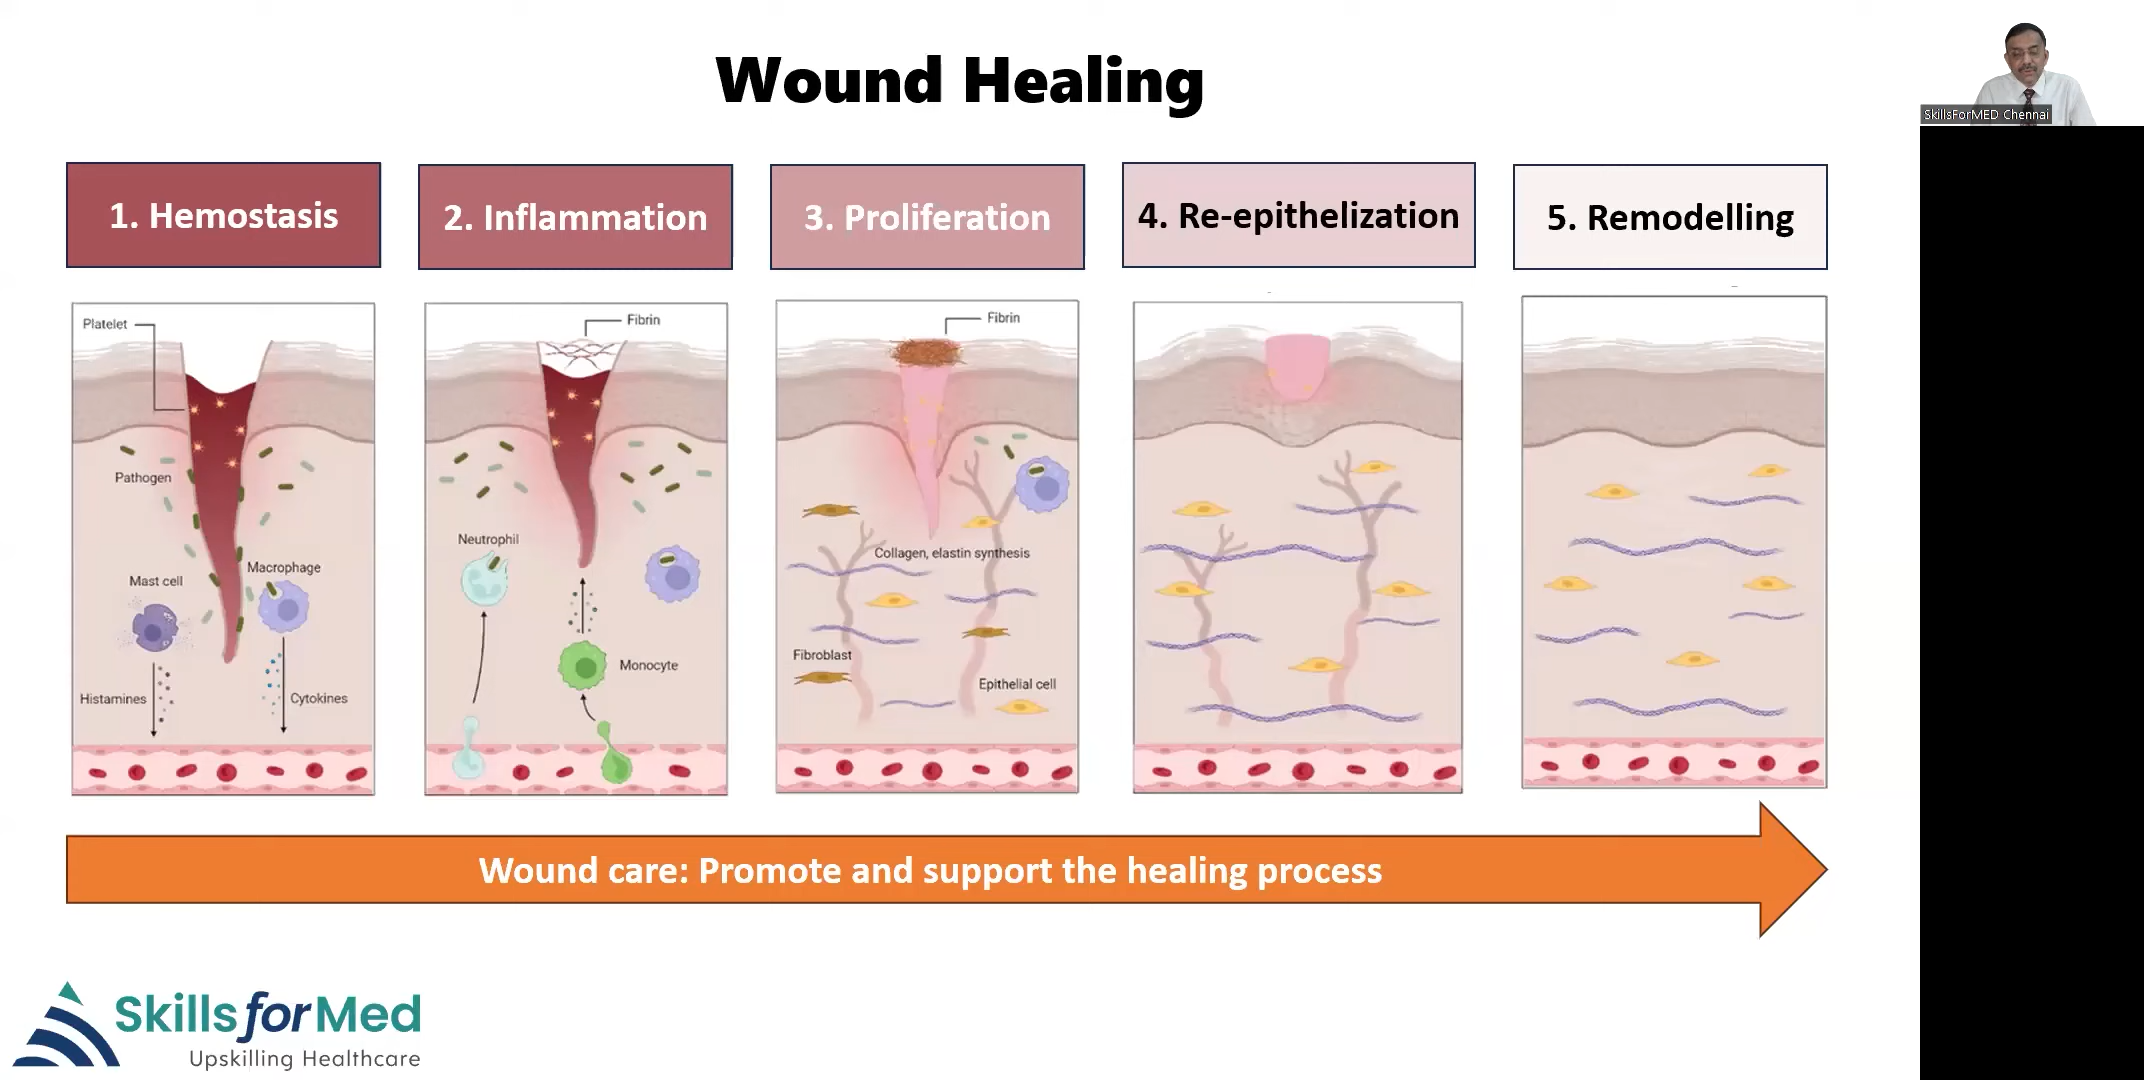 Wound Healing
SkillsForMED Chennai
1. Hemostasis
2. Inflammation
3. Proliferation
4. Re-epithelization
5. Remodelling
Platelet
Pathogen
Mast cell
Macrophage
Histamines
Cytokines
Fibrin
Neutrophil
Monocyte
Fibrin
Collagen, elastin synthesis
Fibroblast
Epithelial cell
Wound care: Promote and support the healing process
SkillsforMed
Upskilling Healthcare